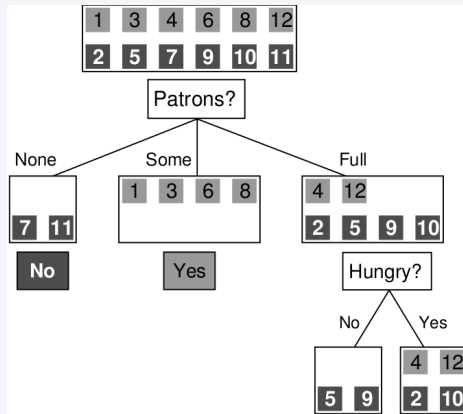 1 3 4 6 8 12
2 5 7 9 10 11
Patrons?
None Some Full
1 3 6 8 4 12
7 11 2 5 9 10
No Yes Hungry?
No Yes
4 12
5 9 2 10